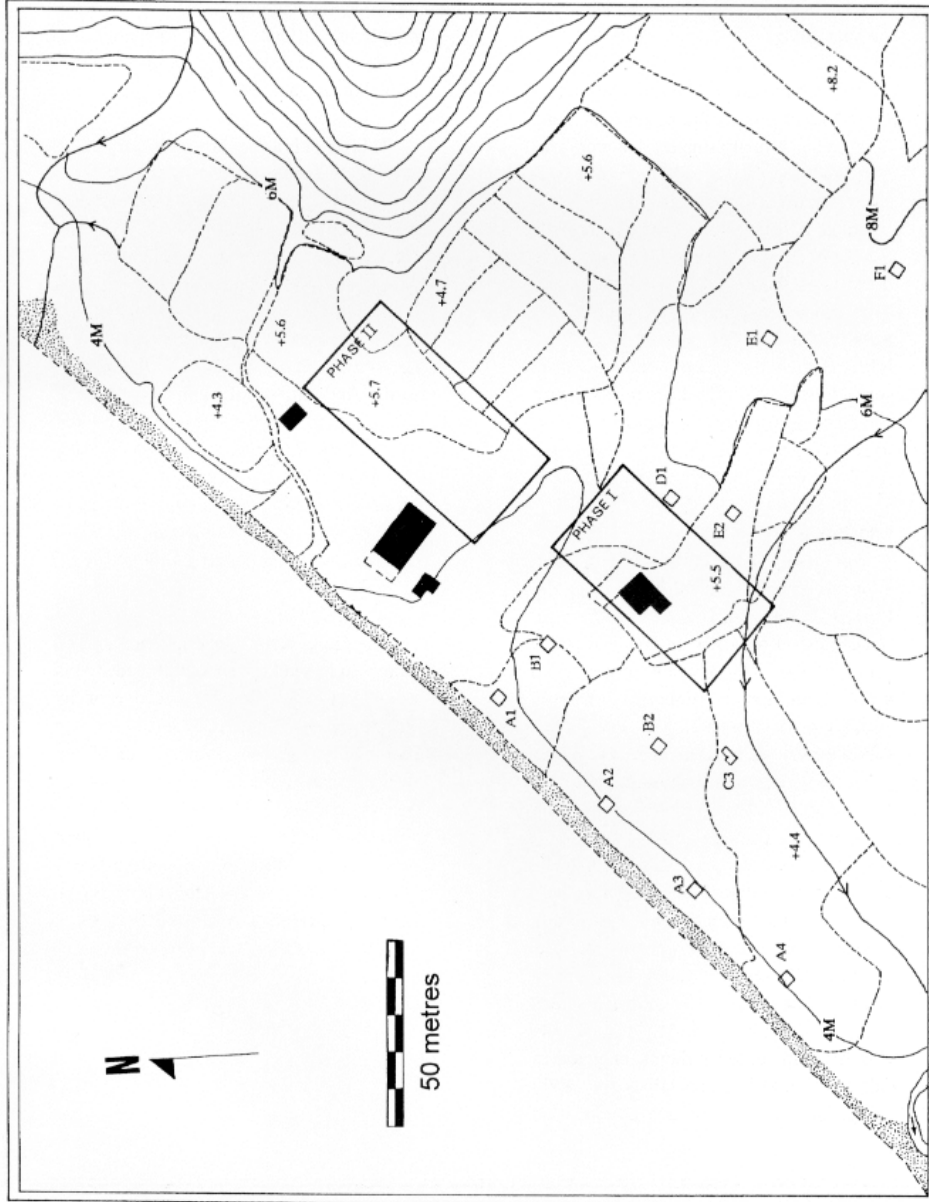 +8.2
6M
4M
+5.6
+5.6
8M
+4.7
+4.3
F1
PHASE II
+5.7
E1
6M
D1
PHASE I
E2
+5.5
B1
A1
B2
C3
A2
+4.4
A3
A4
4M
N
50 metres